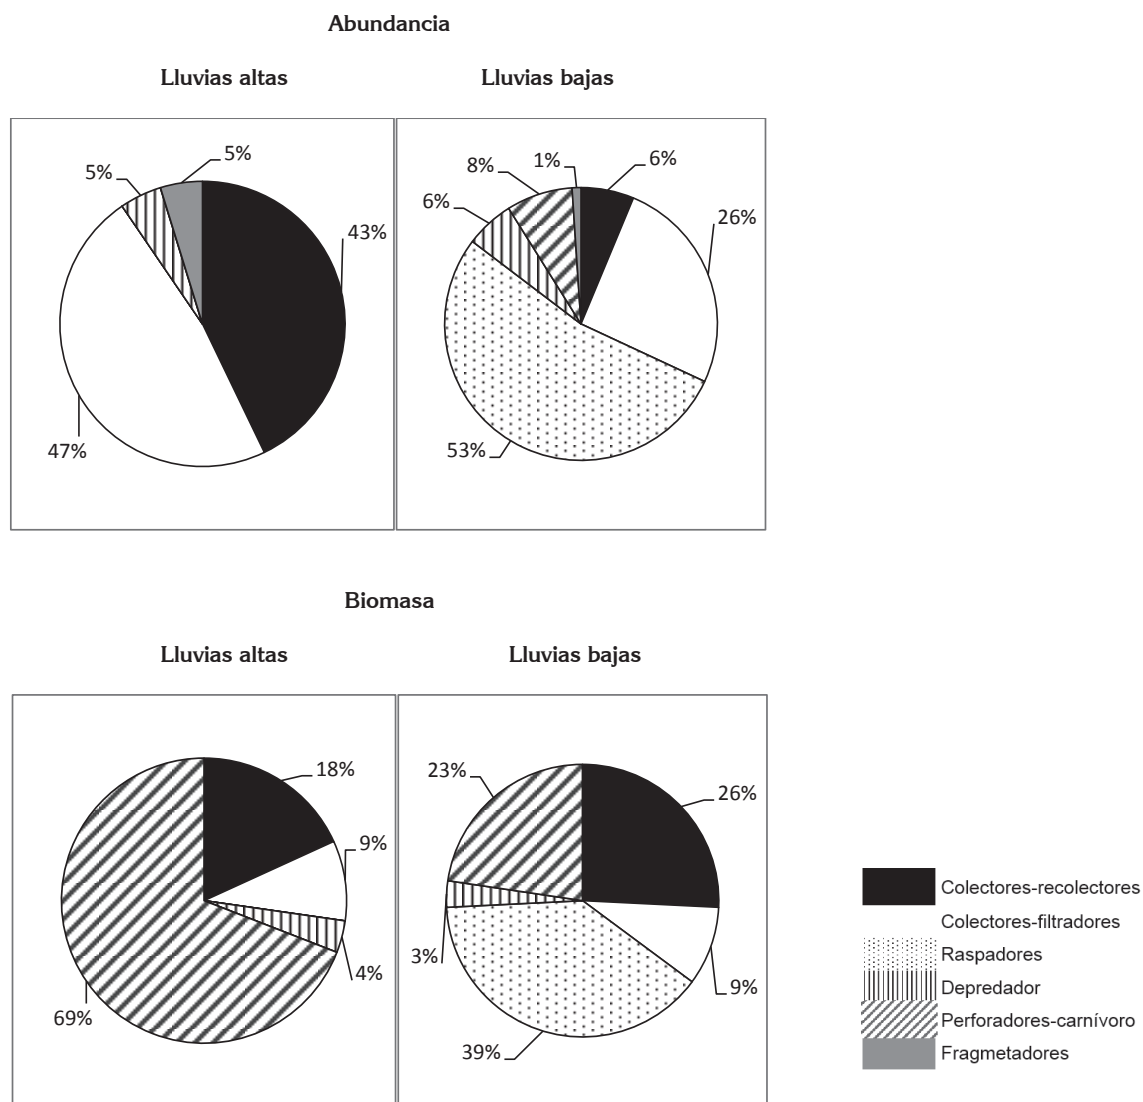 Abundancia
Lluvias altas
Lluvias bajas
5%
5%
43%
47%
8%
1%
6%
6%
26%
53%
Biomasa
Lluvias altas
Lluvias bajas
18%
9%
4%
69%
23%
26%
3%
9%
39%
Colectores-recolectores
Colectores-filtradores
Raspadores
Depredador
Perforadores-carnívoro
Fragmetadores